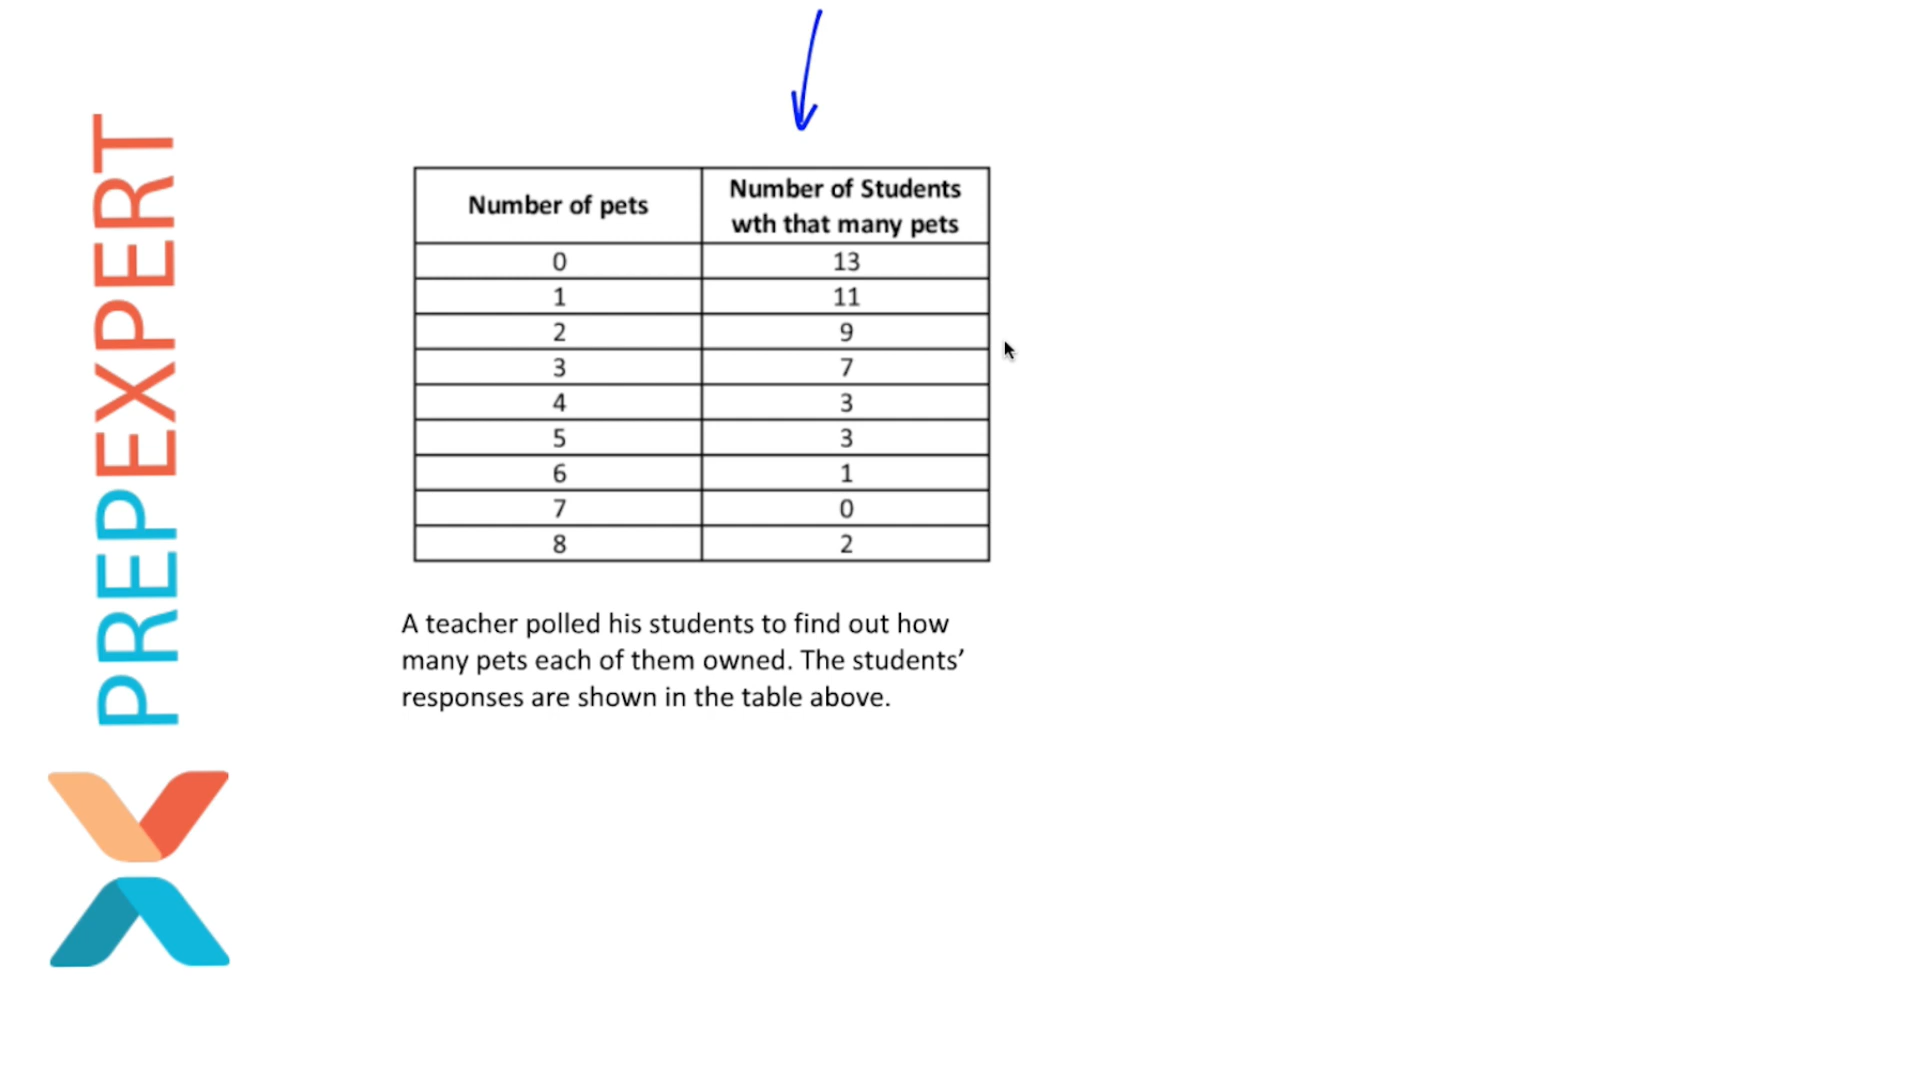 PREPEXPERT
Number of pets
Number of Students
wth that many pets
0 13
1 11
2 9
3 7
4 3
5 3
6 1
7 0
8 2
A teacher polled his students to find out how
many pets each of them owned. The students’
responses are shown in the table above.